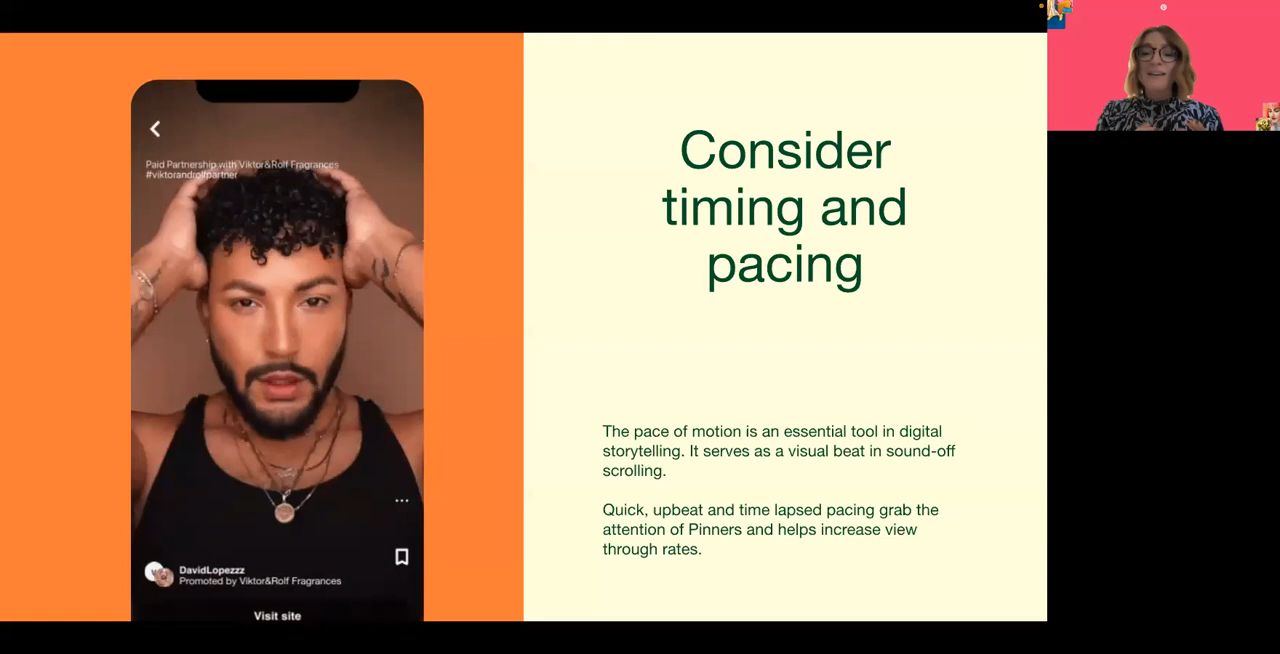 Paid Partnership with Viktor&Rolf Fragrances
#viktorandrolfpartner
DavidLopezzz
Promoted by Viktor&Rolf Fragrances
Visit site
Consider
timing and
pacing
The pace of motion is an essential tool in digital
storytelling. It serves as a visual beat in sound-off
scrolling.
Quick, upbeat and time lapsed pacing grab the
attention of Pinners and helps increase view
through rates.